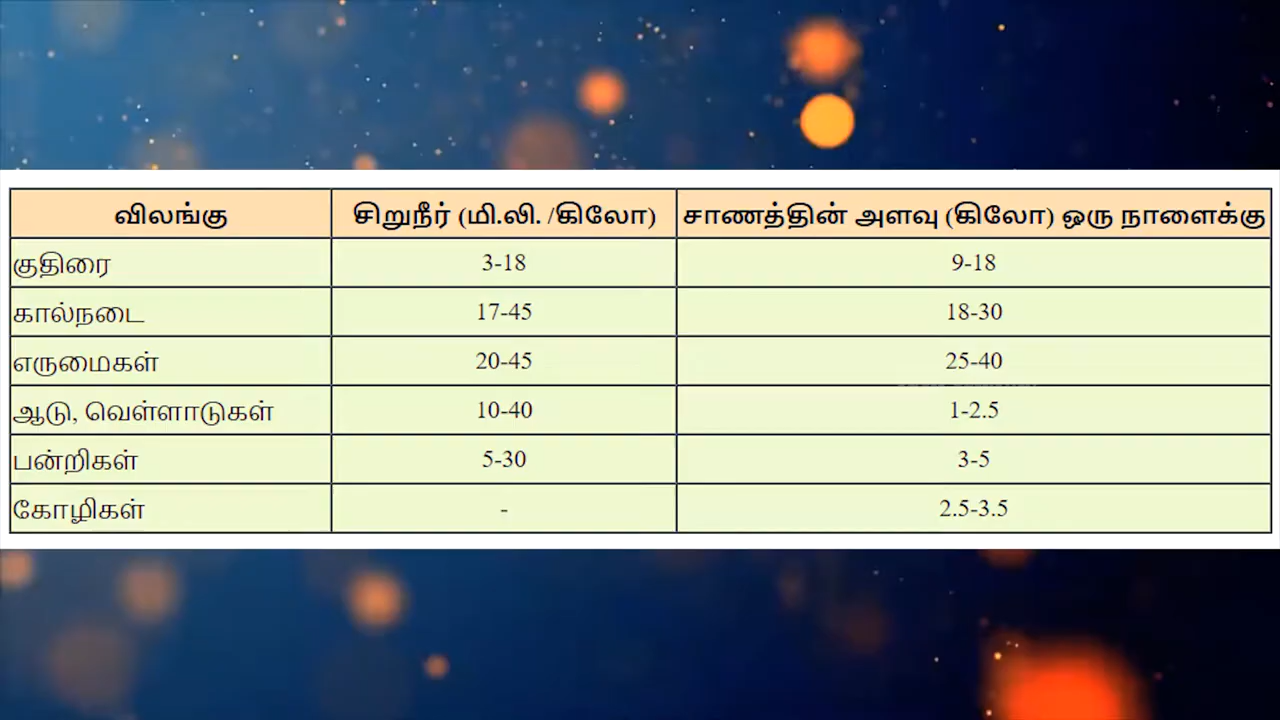 விலங்கு சிறுநீர் (மி.லி. /கிலோ) சாணத்தின் அளவு (கிலோ) ஒரு நாளைக்கு
குதிரை 3-18 9-18
கால்நடை 17-45 18-30
எருமைகள் 20-45 25-40
ஆடு, வெள்ளாடுகள் 10-40 1-2.5
பன்றிகள் 5-30 3-5
கோழிகள் - 2.5-3.5